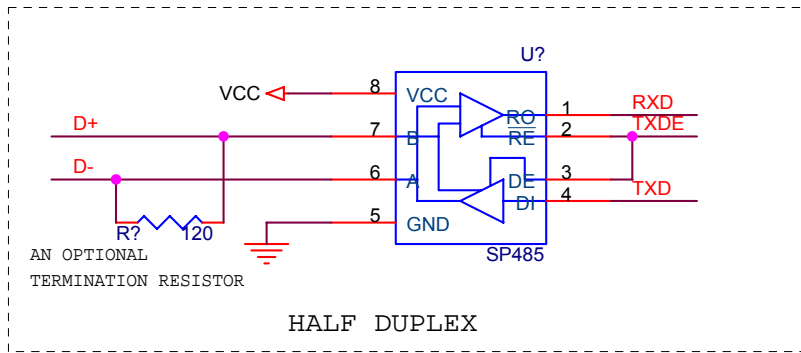 U?
VCC
8
VCC
RO
1
RXD
D+
7
B
RE
2
TXDE
D-
6
A
DE
3
DI
4
TXD
5
GND
R?
120
SP485
AN OPTIONAL
TERMINATION RESISTOR
HALF DUPLEX